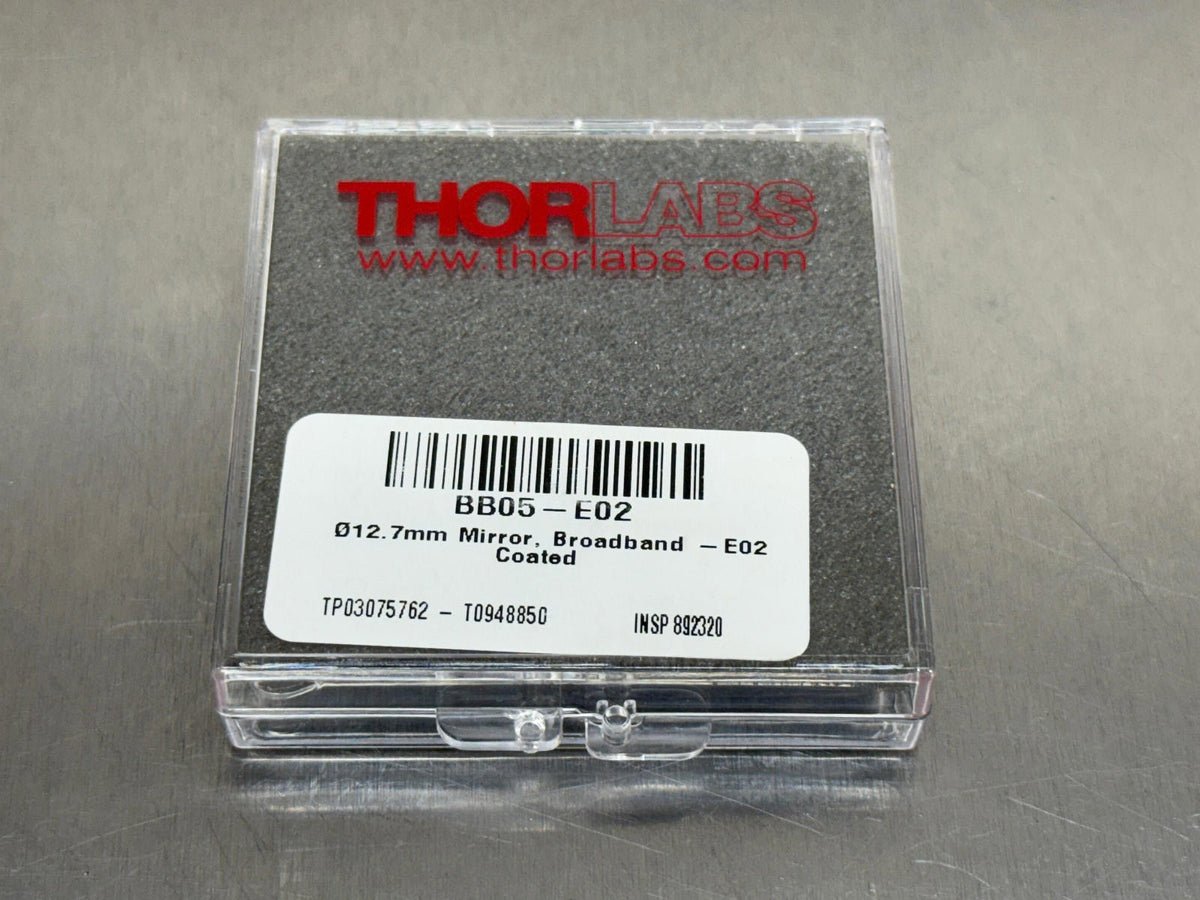 THORLABS
www.thorlabs.com
BB05-E02
Ø12.7mm Mirror, Broadband -E02
Coated
TP03075762 - T0948850 INSP 892320